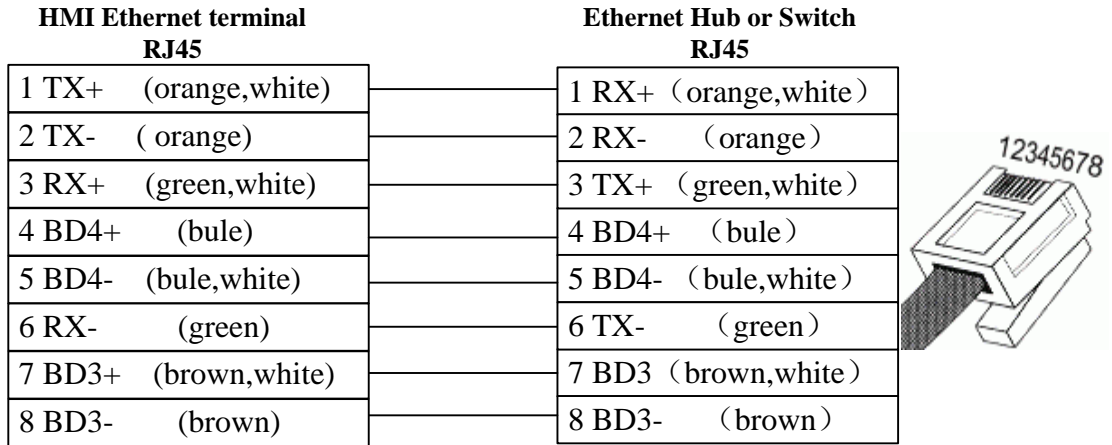 HMI Ethernet terminal
RJ45
1 TX+ (orange,white)
2 TX- ( orange)
3 RX+ (green,white)
4 BD4+ (bule)
5 BD4- (bule,white)
6 RX- (green)
7 BD3+ (brown,white)
8 BD3- (brown)
Ethernet Hub or Switch
RJ45
1 RX+（orange,white）
2 RX- （orange）
3 TX+（green,white）
4 BD4+ （bule）
5 BD4-（bule,white）
6 TX- （green）
7 BD3（brown,white）
8 BD3- （brown）
12345678